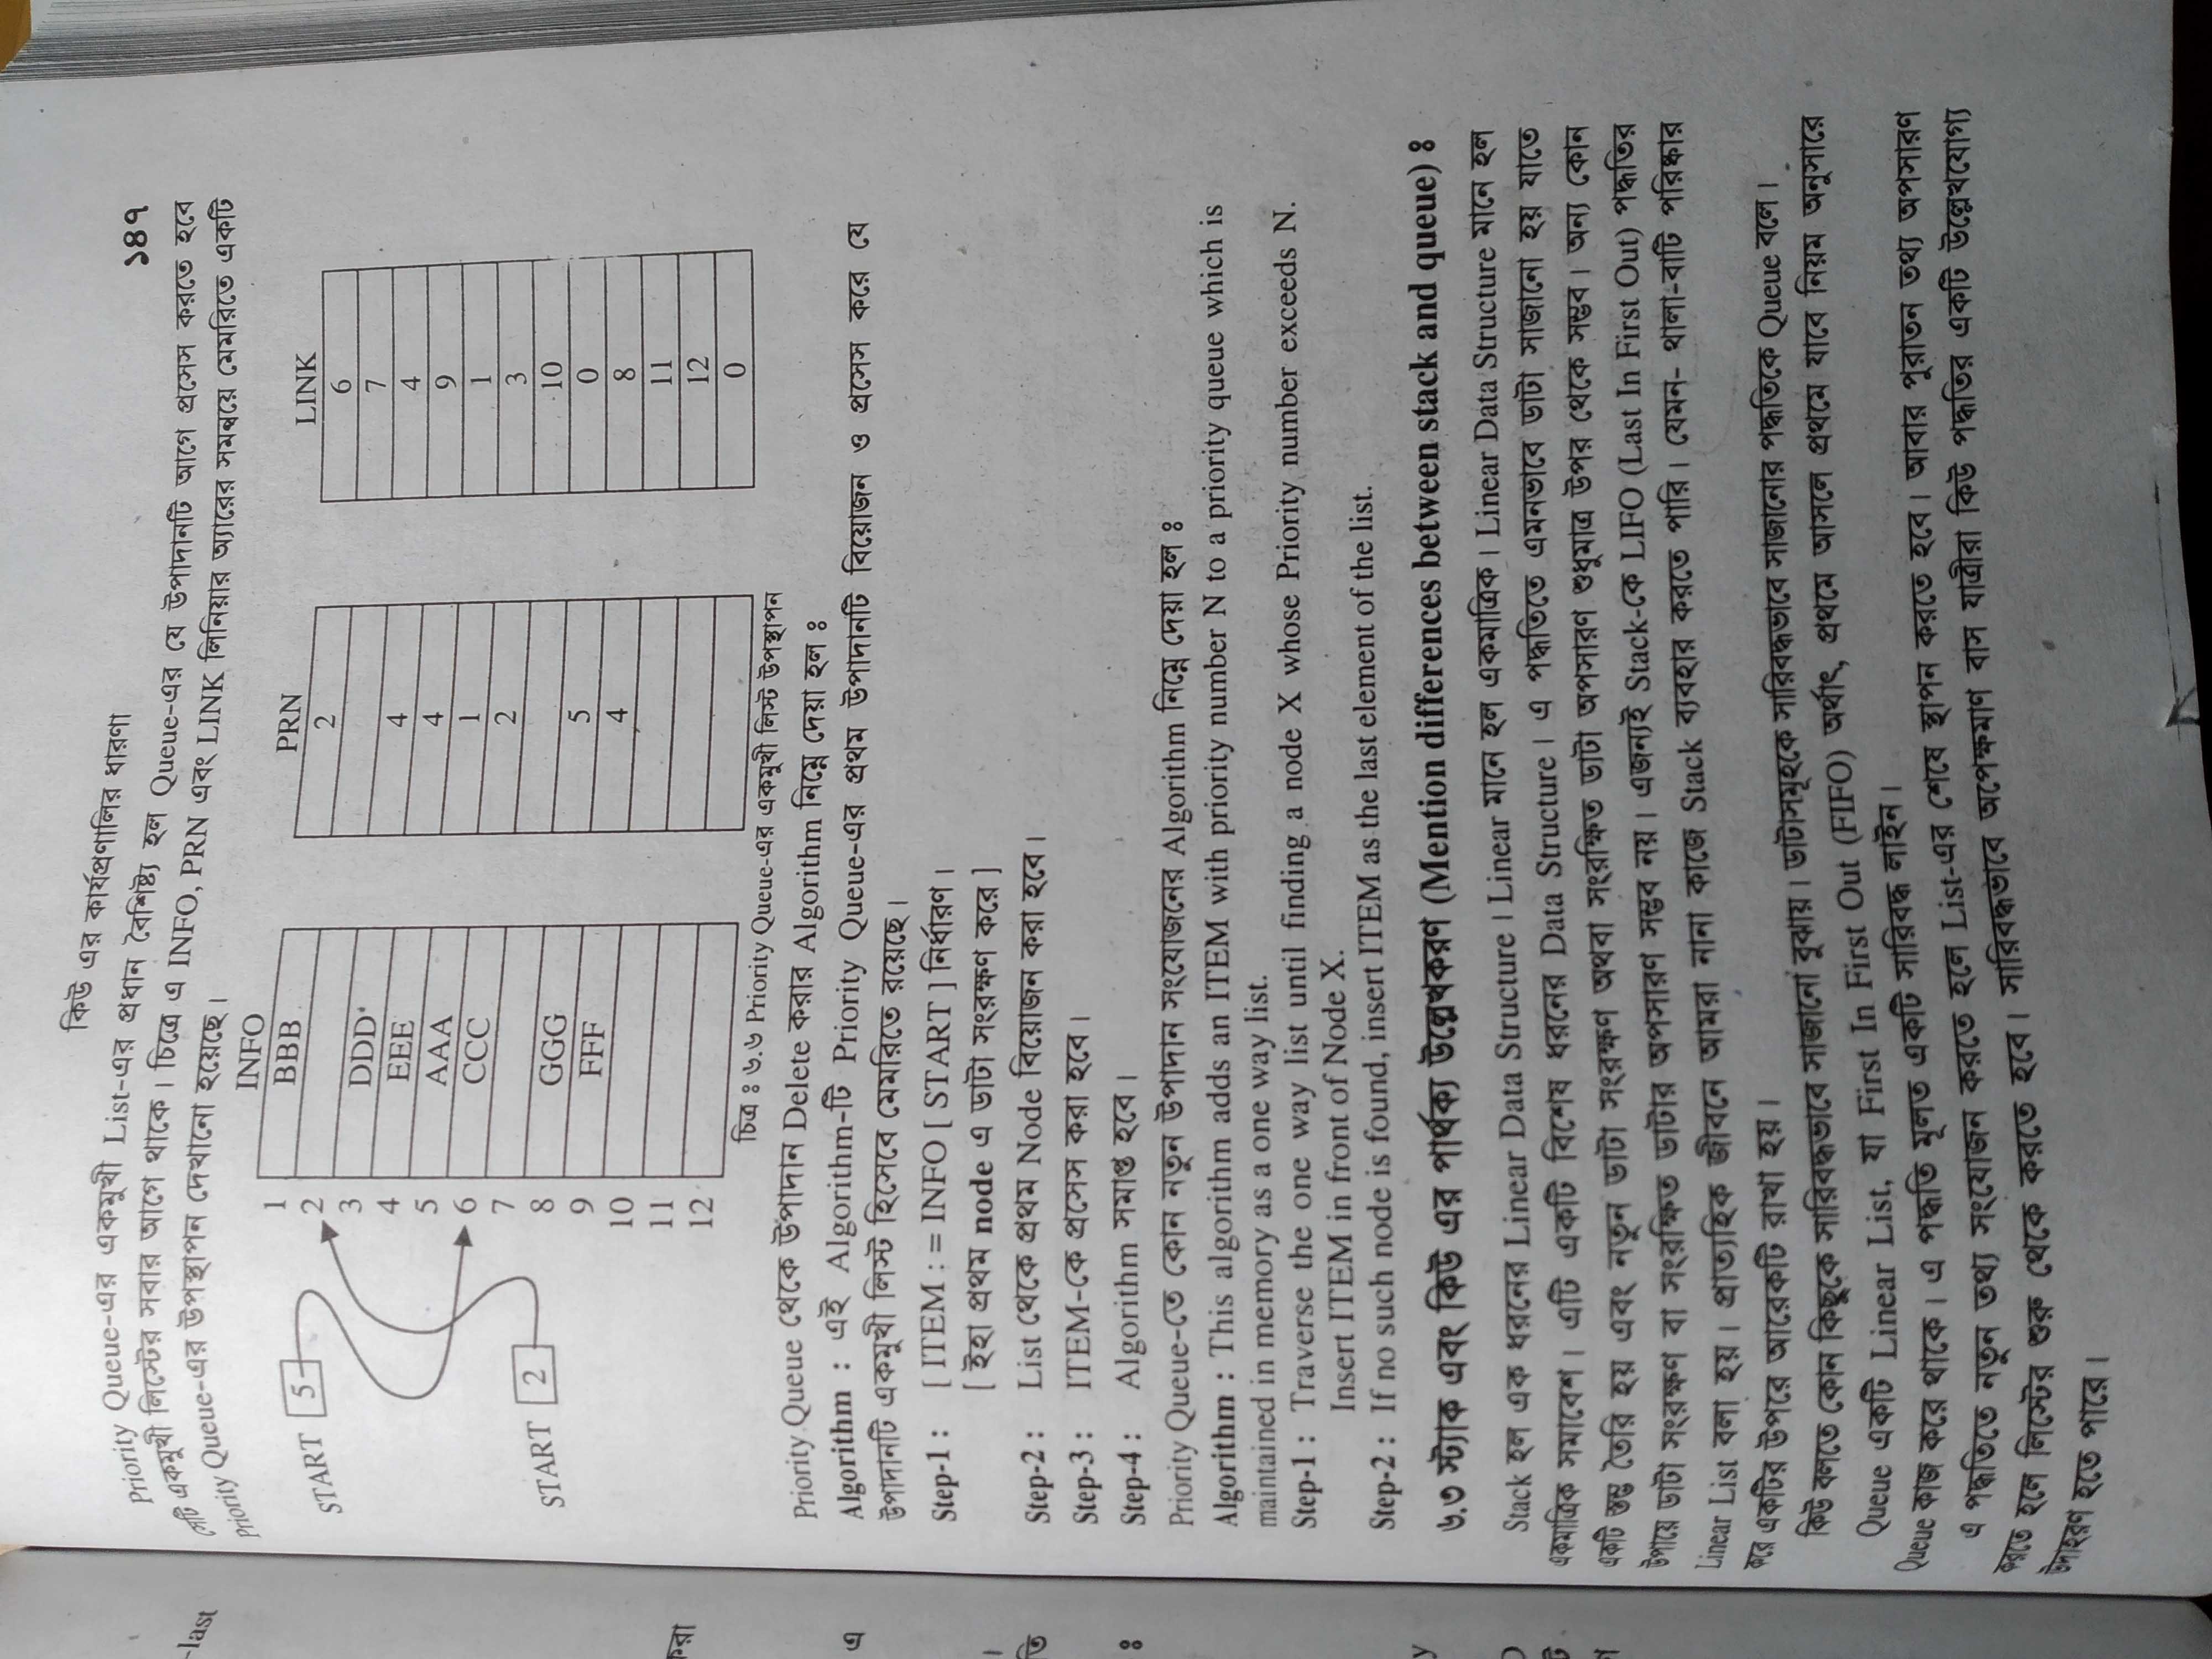 কিউ এর কার্যপ্রণালির ধারণা
১৪৭
Priority Queue-এর একমুখী List-এর প্রধান বৈশিষ্ট্য হল Queue-এর যে উপাদানটি আগে প্রসেস করতে হবে
সেটি একমুখী লিস্টের সবার আগে থাকে। চিত্রে এ INFO, PRN এবং LINK লিনিয়ার অ্যারের সমন্বয়ে মেমরিতে একটি
Priority Queue-এর উপস্থাপন দেখানো হয়েছে।
INFO PRN LINK
START 5
START 2
1 BBB 2 6
2 7
3 DDD 4 4
4 EEE 4 9
5 AAA 1 1
6 CCC 2 3
7 10
8 GGG 5 0
9 FFF 4 8
10 11
11 12
12 0
চিত্র ঃ ৬.৬ Priority Queue-এর একমুখী লিস্ট উপস্থাপন
Priority Queue থেকে উপাদান Delete করার Algorithm নিম্নে দেয়া হল ঃ
Algorithm : এই Algorithm-টি Priority Queue-এর প্রথম উপাদানটি বিয়োজন ও প্রসেস করে যে
উপাদানটি একমুখী লিস্ট হিসেবে মেমরিতে রয়েছে।
Step-1 : [ ITEM : = INFO [ START ] নির্ধারণ।
[ ইহা প্রথম node এ ডাটা সংরক্ষণ করে ]
Step-2 : List থেকে প্রথম Node বিয়োজন করা হবে।
Step-3 : ITEM-কে প্রসেস করা হবে।
Step-4 : Algorithm সমাপ্ত হবে।
Priority Queue-তে কোন নতুন উপাদান সংযোজনের Algorithm নিম্নে দেয়া হল ঃ
Algorithm : This algorithm adds an ITEM with priority number N to a priority queue which is
maintained in memory as a one way list.
Step-1 : Traverse the one way list until finding a node X whose Priority number exceeds N.
Insert ITEM in front of Node X.
Step-2 : If no such node is found, insert ITEM as the last element of the list.
৬.৩ স্ট্যাক এবং কিউ এর পার্থক্য উল্লেখকরণ (Mention differences between stack and queue) ঃ
Stack হল এক ধরনের Linear Data Structure। Linear মানে হল একমাত্রিক। Linear Data Structure মানে হল
একমাত্রিক সমাবেশ। এটি একটি বিশেষ ধরনের Data Structure। এ পদ্ধতিতে এমনভাবে ডাটা সাজানো হয় যাতে
একটি স্তম্ভ তৈরি হয় এবং নতুন ডাটা সংরক্ষণ অথবা সংরক্ষিত ডাটা অপসারণ শুধুমাত্র উপর থেকে সম্ভব। অন্য কোন
উপায়ে ডাটা সংরক্ষণ বা সংরক্ষিত ডাটার অপসারণ সম্ভব নয়। এজন্যই Stack-কে LIFO (Last In First Out) পদ্ধতির
Linear List বলা হয়। প্রাত্যহিক জীবনে আমরা নানা কাজে Stack ব্যবহার করতে পারি। যেমন- থালা-বাটি পরিষ্কার
করে একটির উপরে আরেকটি রাখা হয়।
কিউ বলতে কোন কিছুকে সারিবদ্ধভাবে সাজানো বুঝায়। ডাটাসমূহকে সারিবদ্ধভাবে সাজানোর পদ্ধতিকে Queue বলে।
Queue একটি Linear List, যা First In First Out (FIFO) অর্থাৎ, প্রথমে আসলে প্রথমে যাবে নিয়ম অনুসারে
Queue কাজ করে থাকে। এ পদ্ধতি মূলত একটি সারিবদ্ধ লাইন।
এ পদ্ধতিতে নতুন তথ্য সংযোজন করতে হলে List-এর শেষে স্থাপন করতে হবে। আবার পুরাতন তথ্য অপসারণ
করতে হলে লিস্টের শুরু থেকে করতে হবে। সারিবদ্ধভাবে অপেক্ষমাণ বাস যাত্রীরা কিউ পদ্ধতির একটি উল্লেখযোগ্য
উদাহরণ হতে পারে।